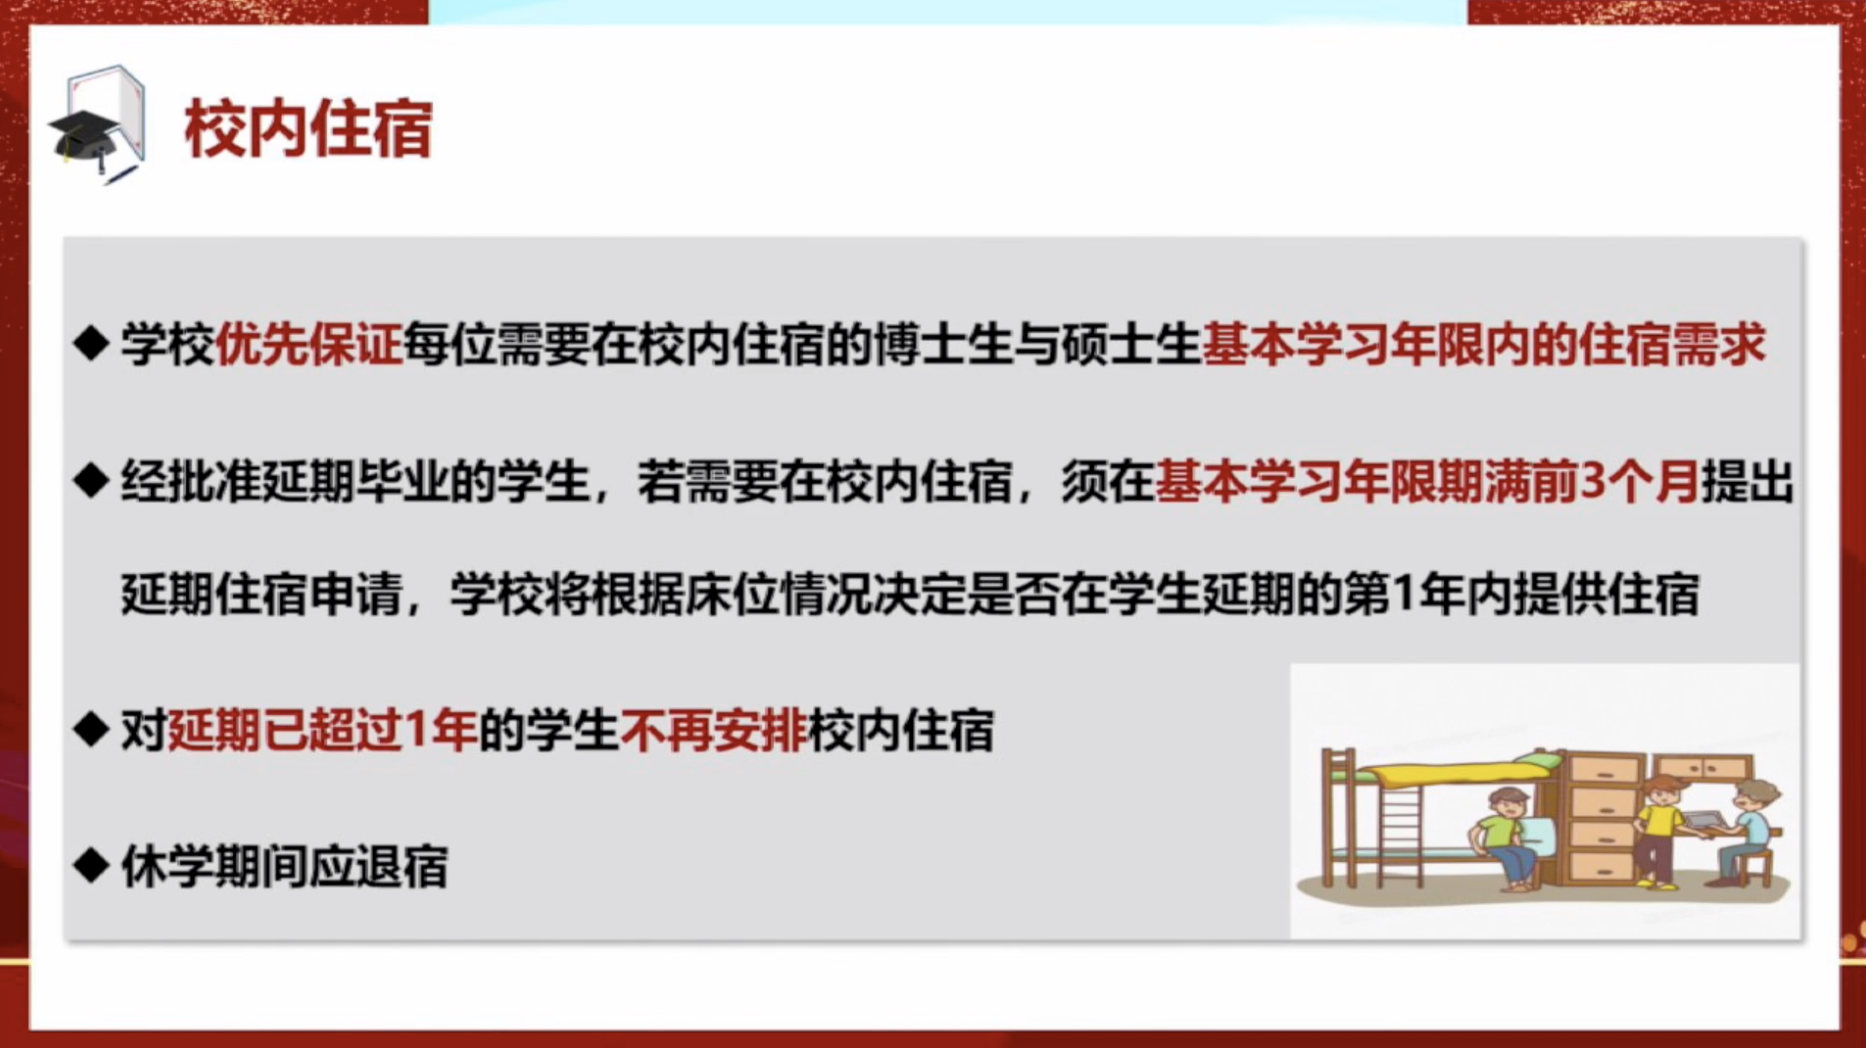 校内住宿
◆ 学校优先保证每位需要在校内住宿的博士生与硕士生基本学习年限内的住宿需求
◆ 经批准延期毕业的学生，若需要在校内住宿，须在基本学习年限期满前3个月提出
延期住宿申请，学校将根据床位情况决定是否在学生延期的第1年内提供住宿
◆ 对延期已超过1年的学生不再安排校内住宿
◆ 休学期间应退宿